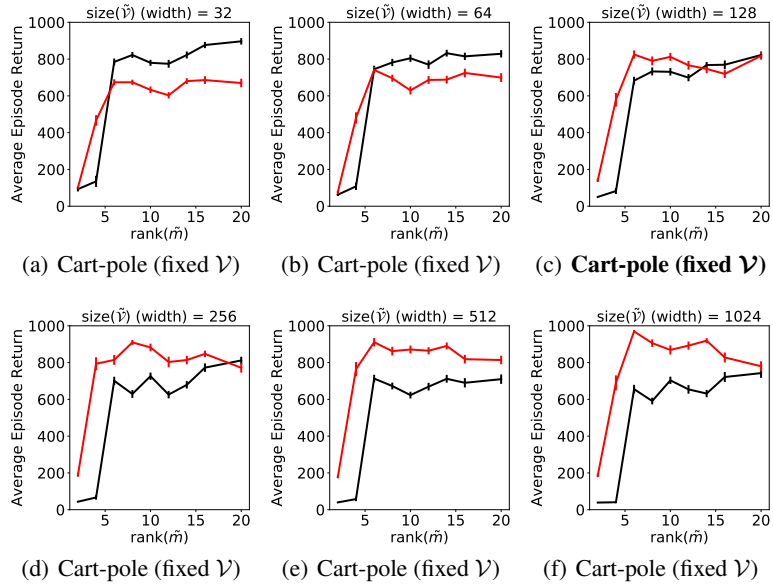 size(Ṽ) (width) = 32
1000
800
600
400
200
0
Average Episode Return
5 10 15 20
rank(m̃)
(a) Cart-pole (fixed V)
size(Ṽ) (width) = 64
1000
800
600
400
200
0
Average Episode Return
5 10 15 20
rank(m̃)
(b) Cart-pole (fixed V)
size(Ṽ) (width) = 128
1000
800
600
400
200
0
Average Episode Return
5 10 15 20
rank(m̃)
(c) Cart-pole (fixed V)
size(Ṽ) (width) = 256
1000
800
600
400
200
0
Average Episode Return
5 10 15 20
rank(m̃)
(d) Cart-pole (fixed V)
size(Ṽ) (width) = 512
1000
800
600
400
200
0
Average Episode Return
5 10 15 20
rank(m̃)
(e) Cart-pole (fixed V)
size(Ṽ) (width) = 1024
1000
800
600
400
200
0
Average Episode Return
5 10 15 20
rank(m̃)
(f) Cart-pole (fixed V)